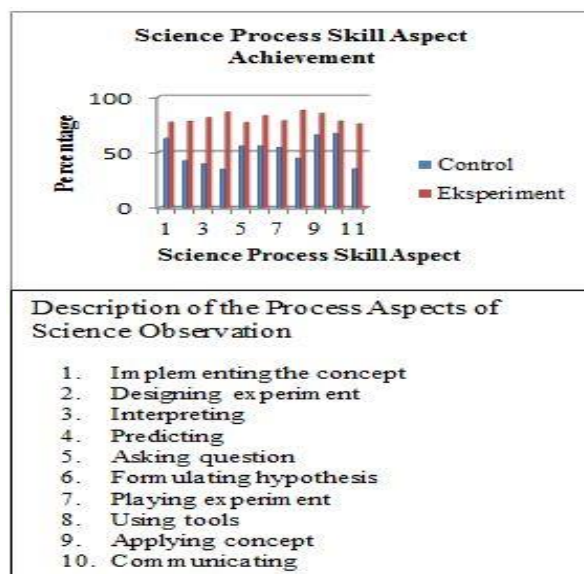 Science Process Skill Aspect
Achievement
100
50
0
Percentage
1 3 5 7 9 11
Science Process Skill Aspect
Control
Eksperiment
Description of the Process Aspects of
Science Observation
1. Implementing the concept
2. Designing experiment
3. Interpreting
4. Predicting
5. Asking question
6. Formulating hypothesis
7. Playing experiment
8. Using tools
9. Applying concept
10. Communicating